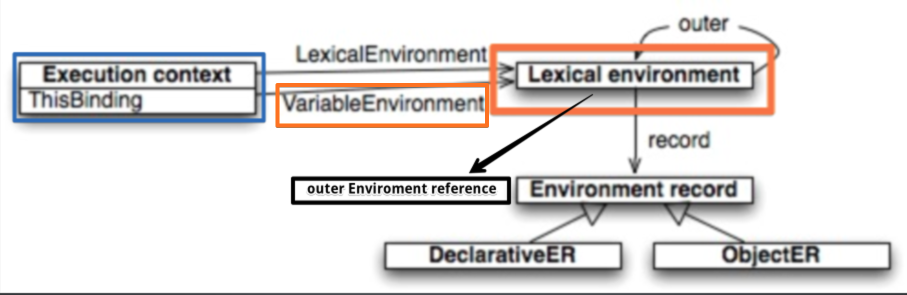 outer
LexicalEnvironment
Execution context
Lexical environment
ThisBinding
VariableEnvironment
record
outer Enviroment reference
Environment record
DeclarativeER
ObjectER